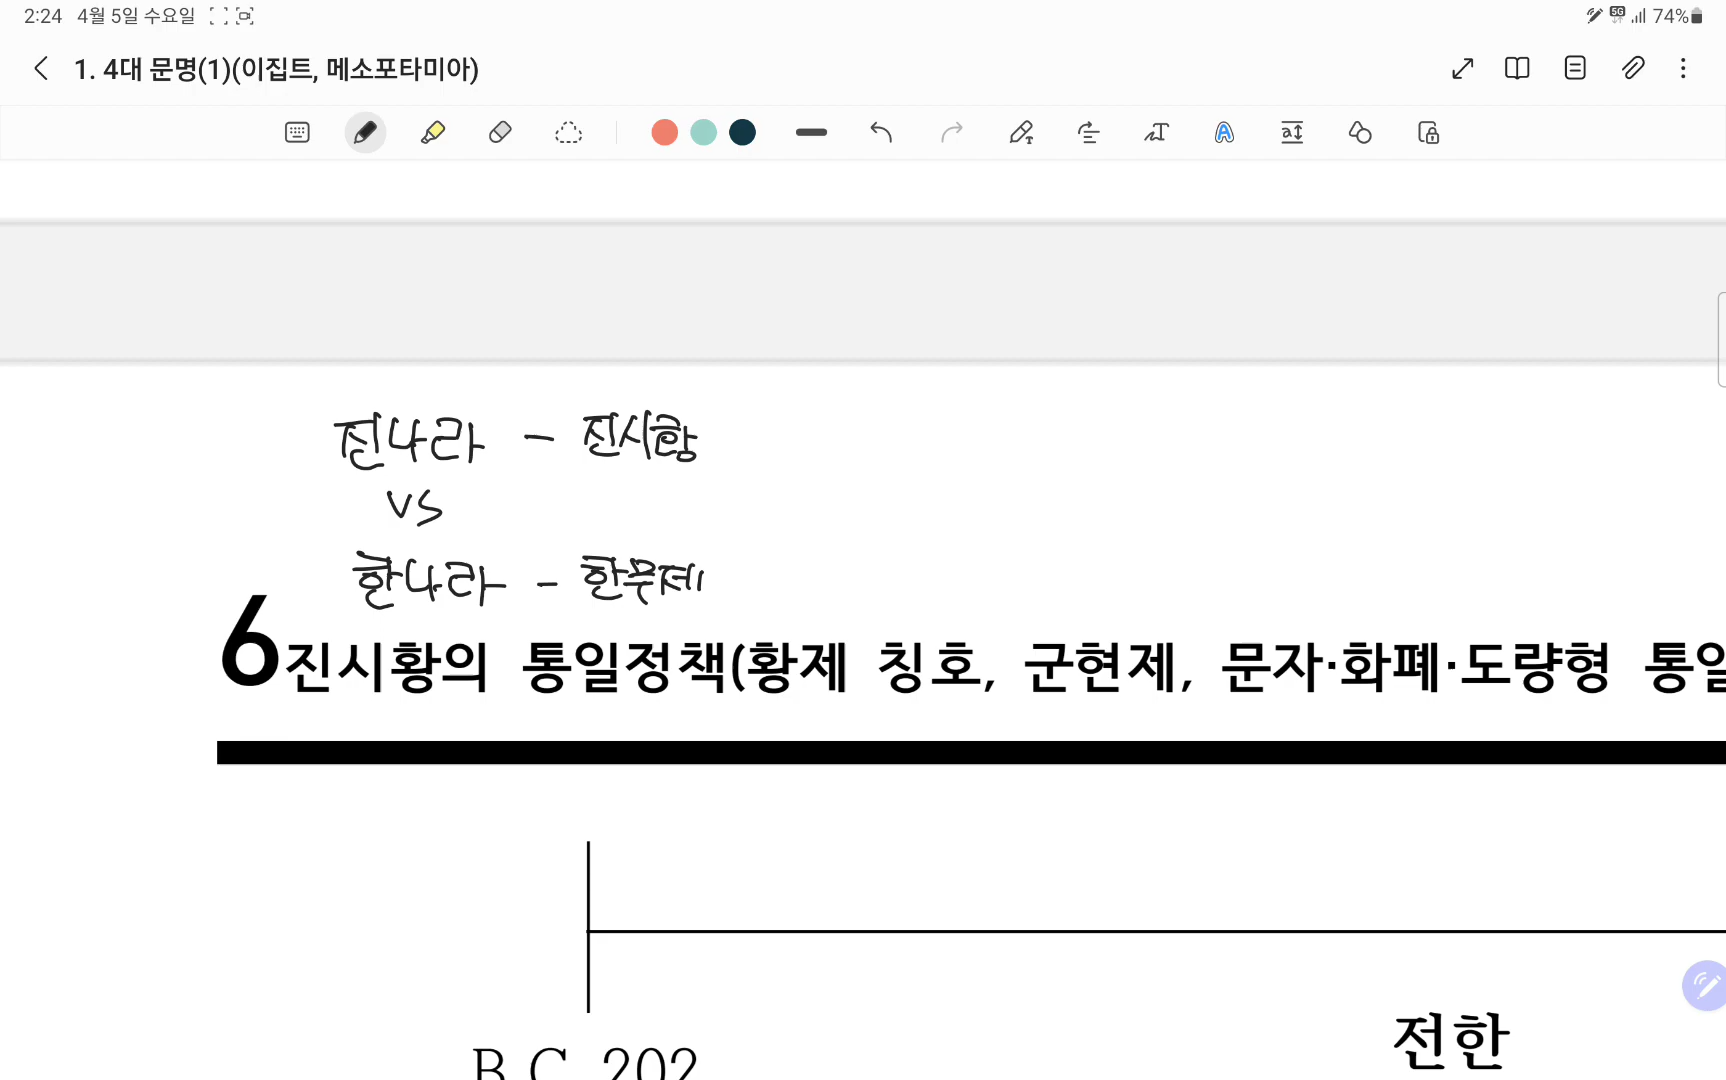 2:24 4월 5일 수요일 5G 74%
1. 4대 문명(1)(이집트, 메소포타미아)
진나라 - 진시황
VS
한나라 - 한무제
6 진시황의 통일정책(황제 칭호, 군현제, 문자·화폐·도량형 통일
B.C. 202
전한